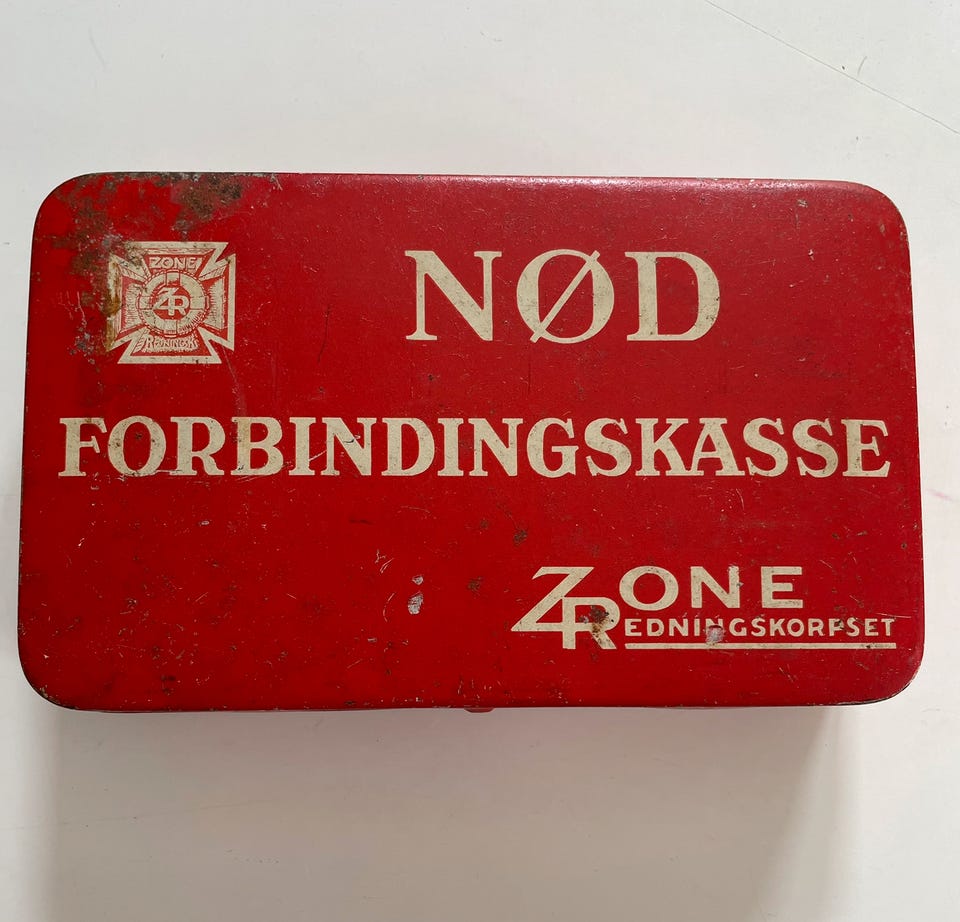 ZONE
ZR
REDNINGSK
NØD
FORBINDINGSKASSE
ZONE
REDNINGSKORPSET